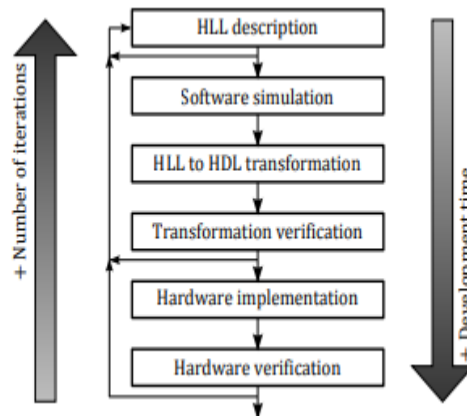 HLL description
Software simulation
HLL to HDL transformation
Transformation verification
Hardware implementation
Hardware verification
+ Number of iterations
+ Development time